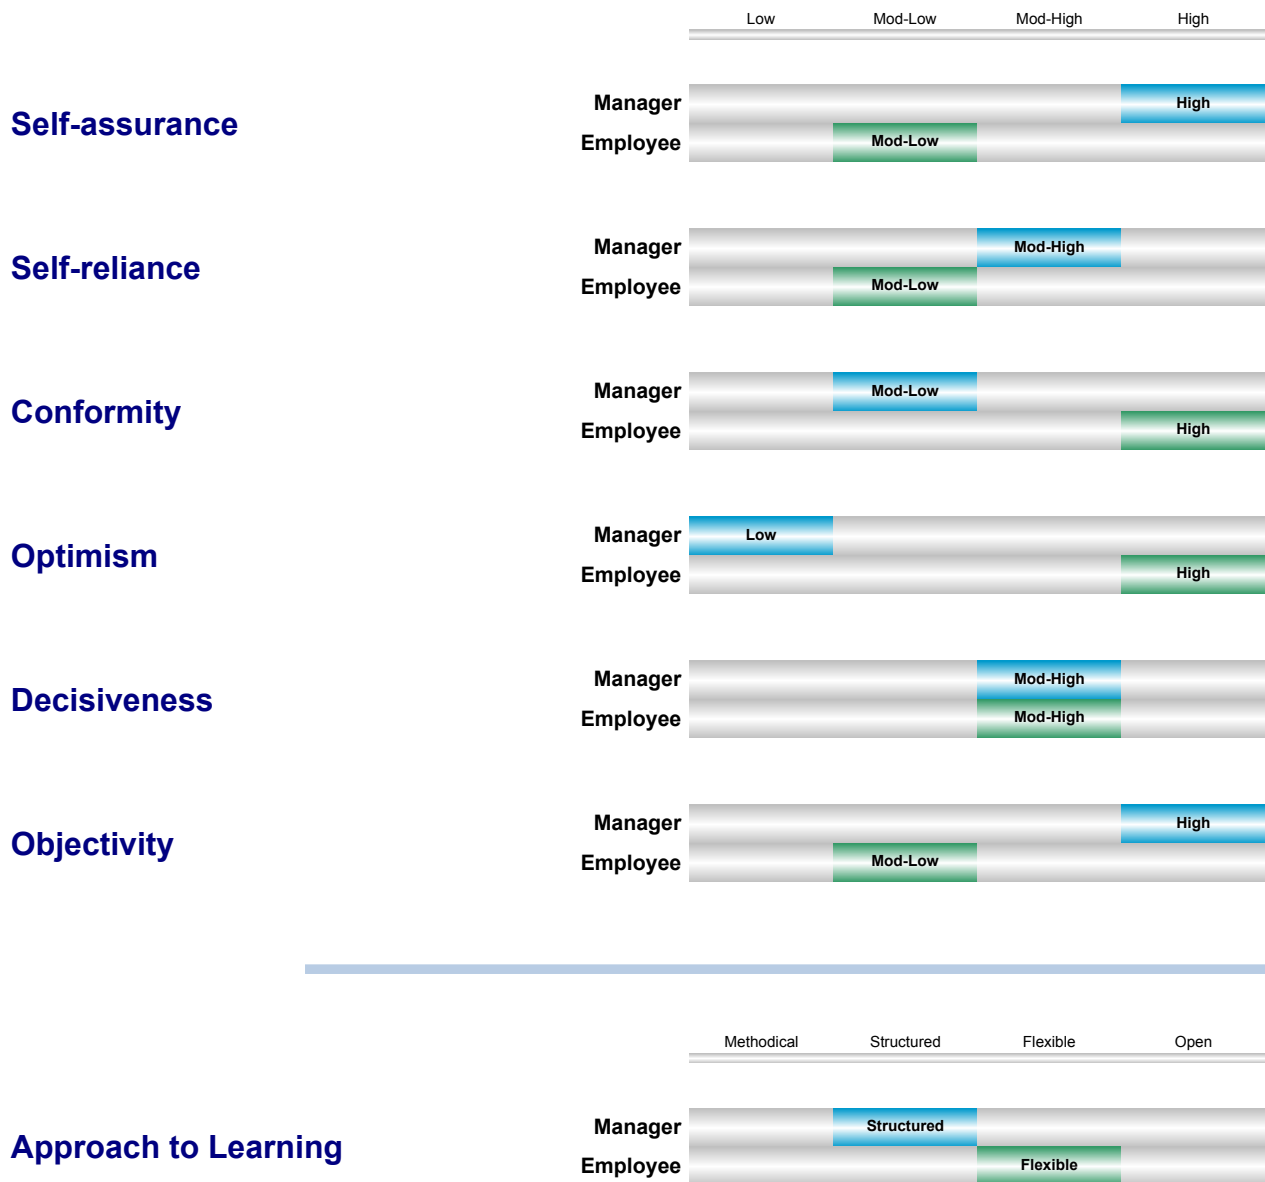 Low Mod-Low Mod-High High
Manager High
Self-assurance
Employee Mod-Low
Manager Mod-High
Self-reliance
Employee Mod-Low
Manager Mod-Low
Conformity
Employee High
Manager Low
Optimism
Employee High
Manager Mod-High
Decisiveness
Employee Mod-High
Manager High
Objectivity
Employee Mod-Low
Methodical Structured Flexible Open
Manager Structured
Approach to Learning
Employee Flexible